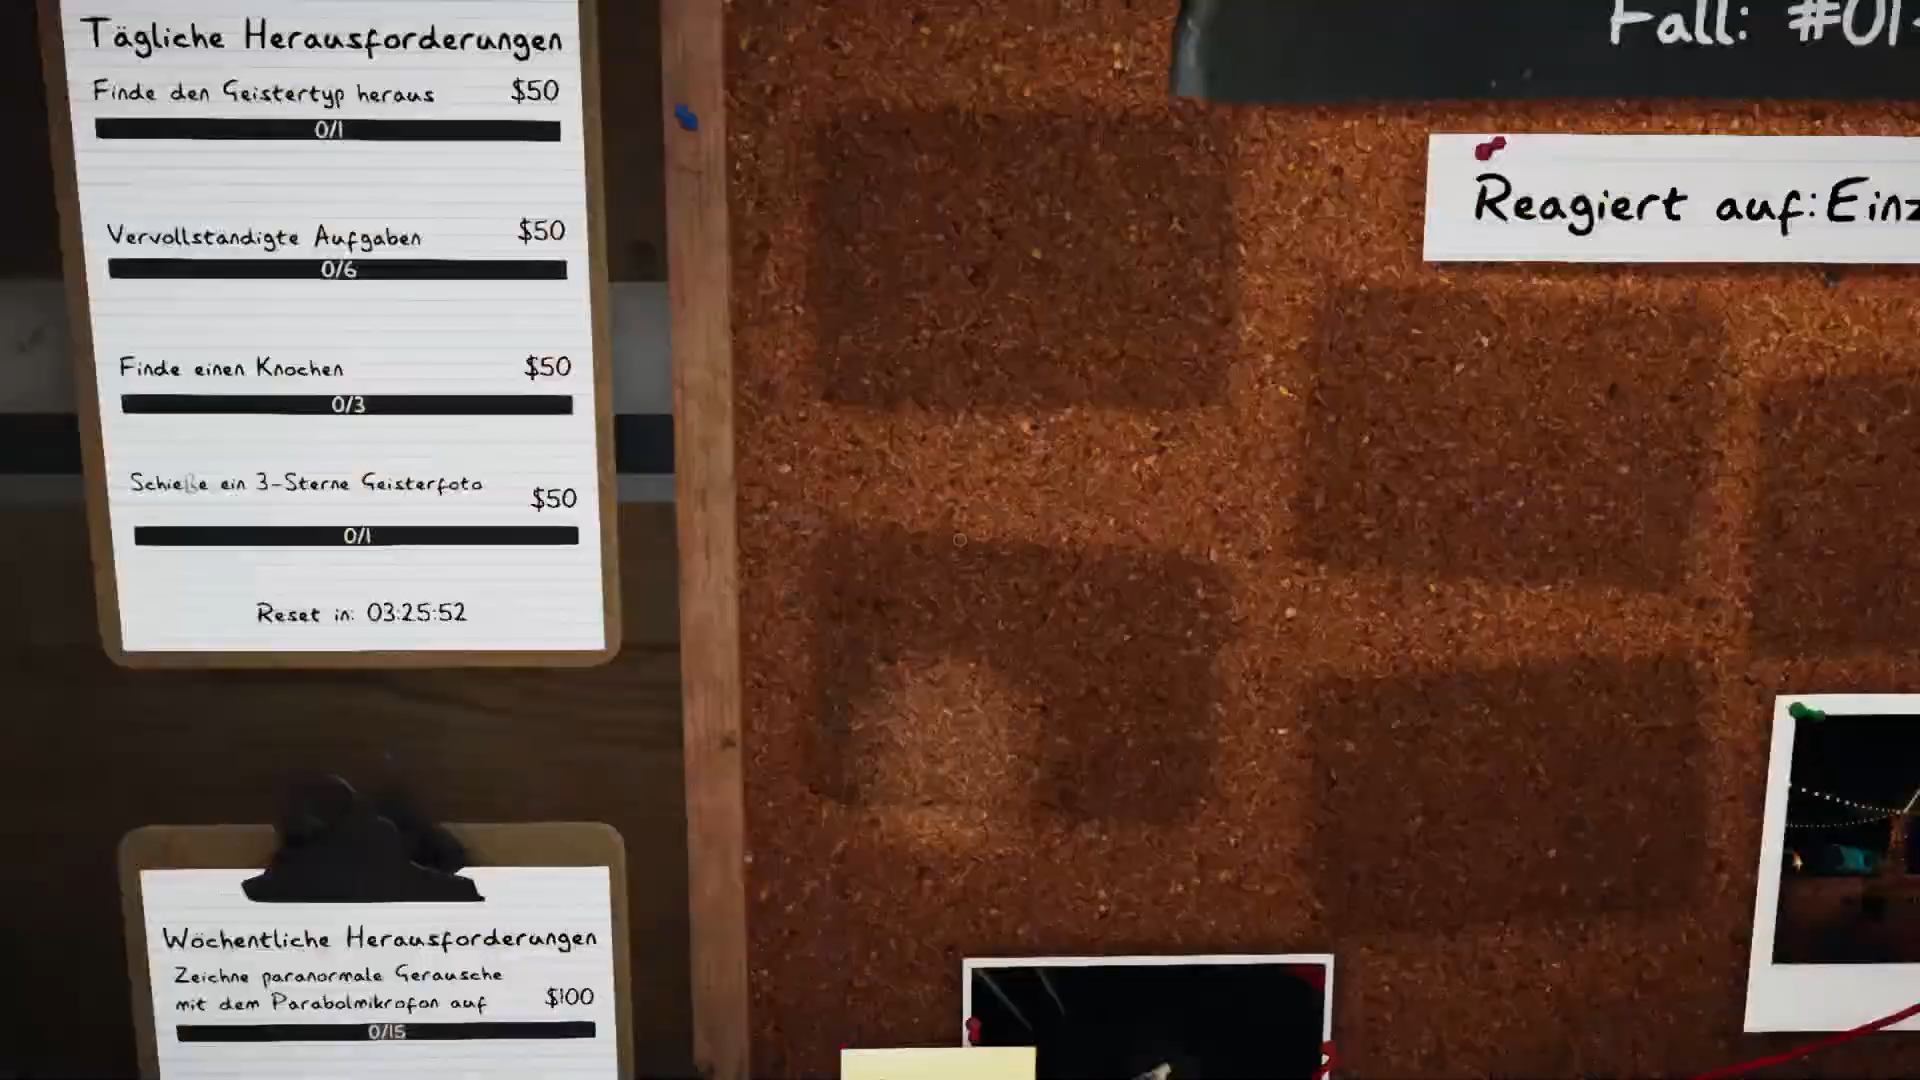 Tägliche Herausforderungen
Finde den Geistertyp heraus $50
0/1
Vervollständigte Aufgaben $50
0/6
Finde einen Knochen $50
0/3
Schieße ein 3-Sterne Geisterfoto $50
0/1
Reset in: 03:25:52
Wöchentliche Herausforderungen
Zeichne paranormale Geräusche
mit dem Parabolmikrofon auf $100
0/15
Fall: #01
Reagiert auf: